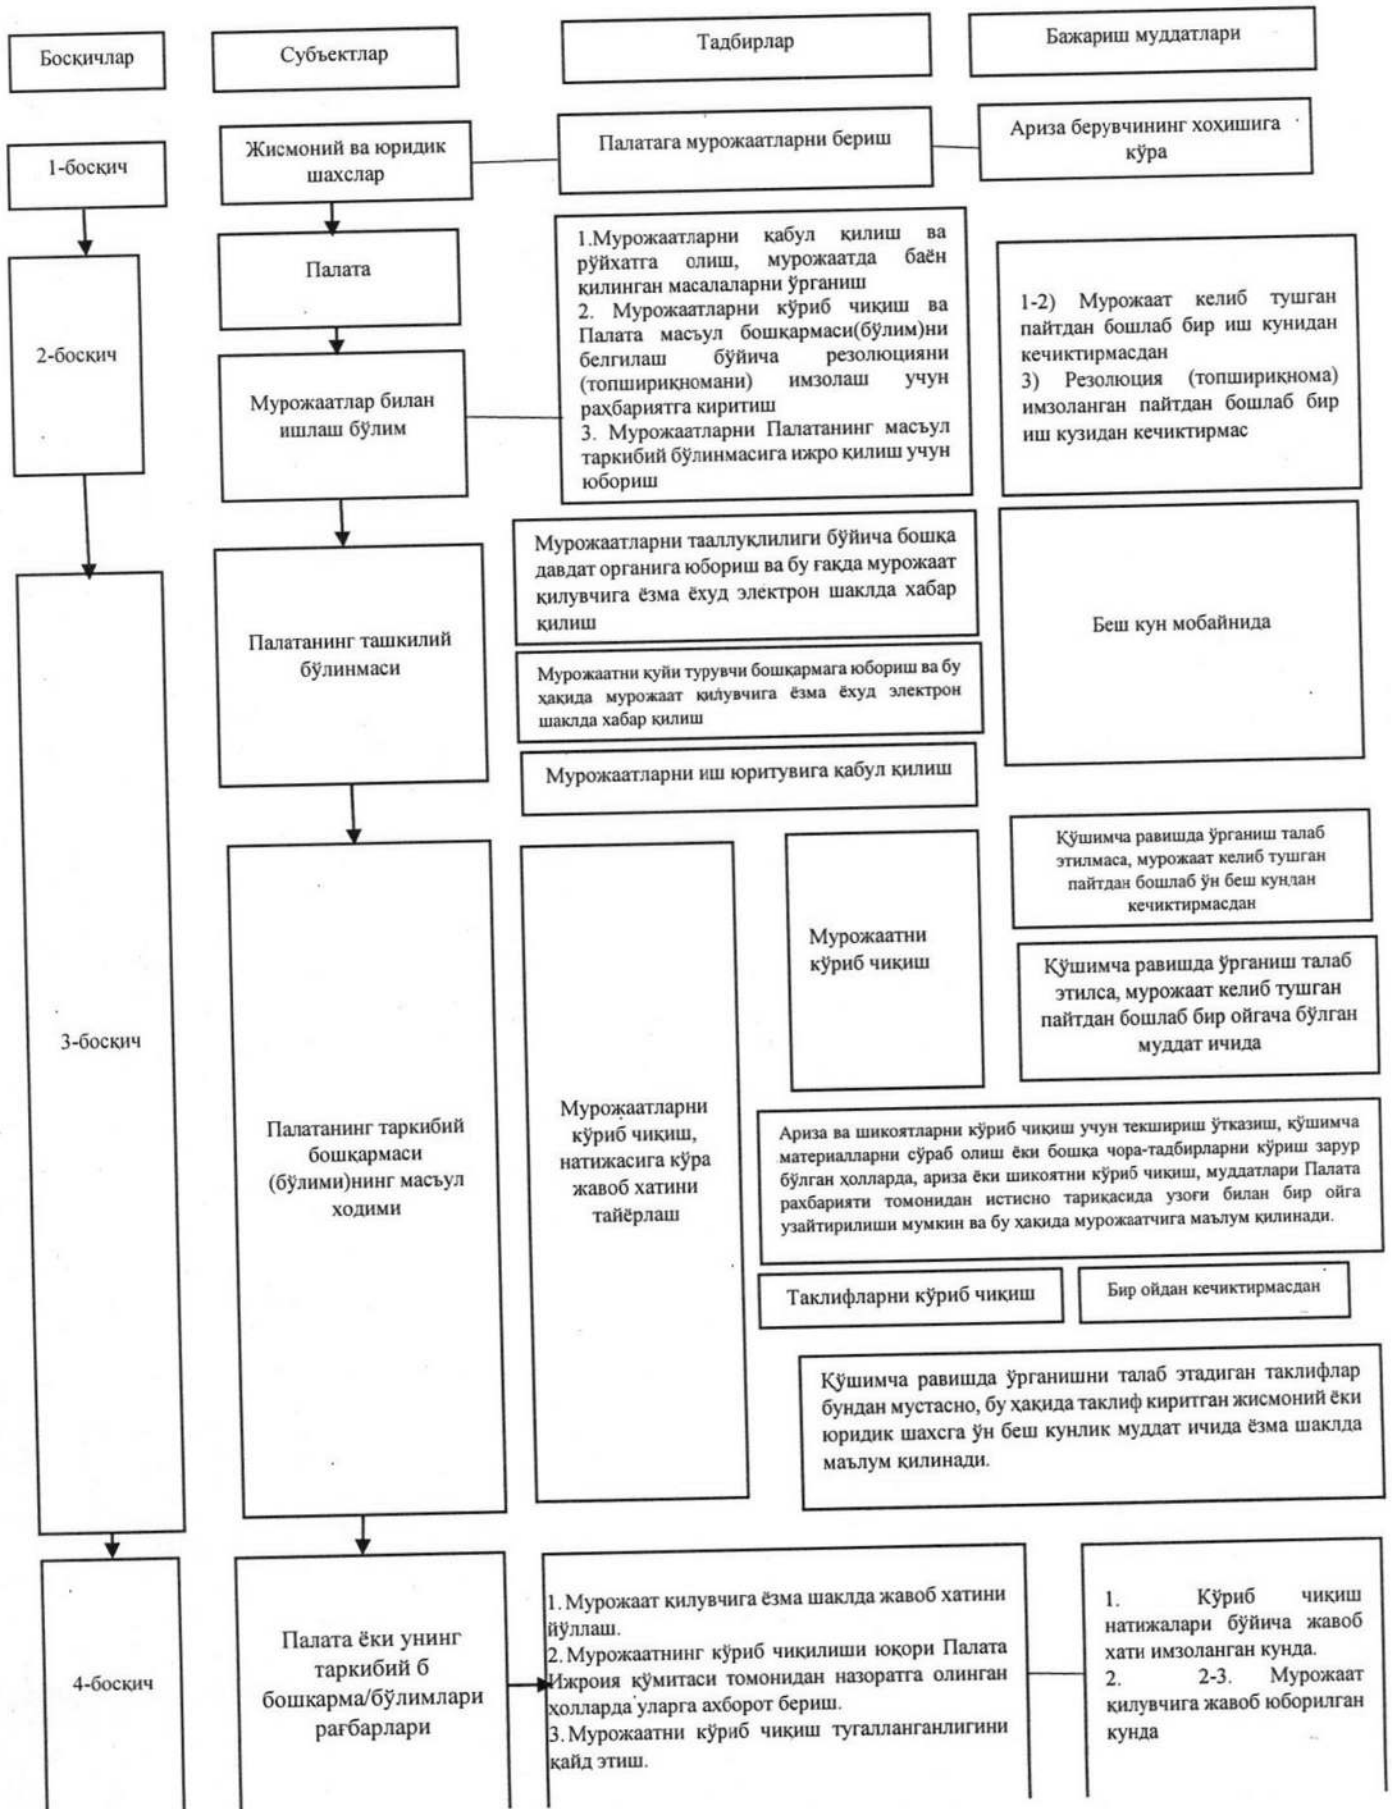 Босқичлар
Субъектлар
Тадбирлар
Бажариш муддатлари
1-босқич
Жисмоний ва юридик
шахслар
Палатага мурожаатларни бериш
Ариза берувчининг хоҳишига
кўра
2-босқич
Палата
Мурожаатлар билан
ишлаш бўлим
1.Мурожаатларни қабул қилиш ва
рўйхатга олиш, мурожаатда баён
қилинган масалаларни ўрганиш
2. Мурожаатларни кўриб чиқиш ва
Палата масъул бошқармаси(бўлим)ни
белгилаш бўйича резолюцияни
(топшириқномани) имзолаш учун
раҳбариятга киритиш
3. Мурожаатларни Палатанинг масъул
таркибий бўлинмасига ижро қилиш учун
юбориш
1-2) Мурожаат келиб тушган
пайтдан бошлаб бир иш кунидан
кечиктирмасдан
3) Резолюция (топшириқнома)
имзоланган пайтдан бошлаб бир
иш кузидан кечиктирмас
3-босқич
Палатанинг ташкилий
бўлинмаси
Мурожаатларни тааллуқлилиги бўйича бошқа
давдат органига юбориш ва бу ғақда мурожаат
қилувчига ёзма ёхуд электрон шаклда хабар
қилиш
Мурожаатни қуйи турувчи бошқармага юбориш ва бу
ҳақида мурожаат қилувчига ёзма ёхуд электрон
шаклда хабар қилиш
Мурожаатларни иш юритувига қабул қилиш
Беш кун мобайнида
Палатанинг таркибий
бошқармаси
(бўлими)нинг масъул
ходими
Мурожаатларни
кўриб чиқиш,
натижасига кўра
жавоб хатини
тайёрлаш
Мурожаатни
кўриб чиқиш
Қўшимча равишда ўрганиш талаб
этилмаса, мурожаат келиб тушган
пайтдан бошлаб ўн беш кундан
кечиктирмасдан
Қўшимча равишда ўрганиш талаб
этилса, мурожаат келиб тушган
пайтдан бошлаб бир ойгача бўлган
муддат ичида
Ариза ва шикоятларни кўриб чиқиш учун текшириш ўтказиш, қўшимча
материалларни сўраб олиш ёки бошқа чора-тадбирларни кўриш зарур
бўлган ҳолларда, ариза ёки шикоятни кўриб чиқиш, муддатлари Палата
раҳбарияти томонидан истисно тариқасида узоғи билан бир ойга
узайтирилиши мумкин ва бу ҳақида мурожаатчига маълум қилинади.
Таклифларни кўриб чиқиш
Бир ойдан кечиктирмасдан
Қўшимча равишда ўрганишни талаб этадиган таклифлар
бундан мустасно, бу ҳақида таклиф киритган жисмоний ёки
юридик шахсга ўн беш кунлик муддат ичида ёзма шаклда
маълум қилинади.
4-босқич
Палата ёки унинг
таркибий б
бошқарма/бўлимлари
рағбарлари
1. Мурожаат қилувчига ёзма шаклда жавоб хатини
йўллаш.
2. Мурожаатнинг кўриб чиқилиши юқори Палата
Ижроия қўмитаси томонидан назоратга олинган
ҳолларда уларга ахборот бериш.
3. Мурожаатни кўриб чиқиш тугалланганлигини
қайд этиш.
1. Кўриб чиқиш
натижалари бўйича жавоб
хати имзоланган кунда.
2. 2-3. Мурожаат
қилувчига жавоб юборилган
кунда